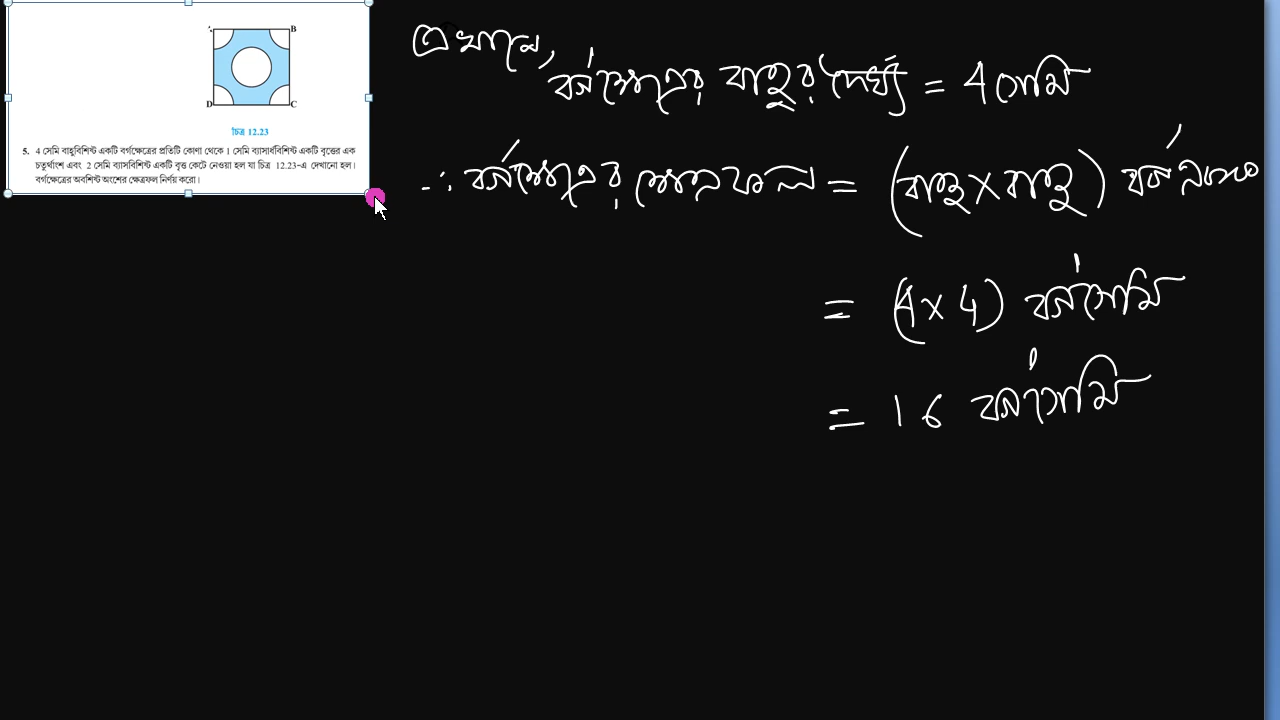 A B
D C
চিত্র 12.23
5. 4 সেমি বাহুবিশিষ্ট একটি বর্গক্ষেত্রের প্রতিটি কোণা থেকে 1 সেমি ব্যাসার্ধবিশিষ্ট একটি বৃত্তের এক
চতুর্থাংশ এবং 2 সেমি ব্যাসবিশিষ্ট একটি বৃত্ত কেটে নেওয়া হল যা চিত্র 12.23-এ দেখানো হল।
বর্গক্ষেত্রের অবশিষ্ট অংশের ক্ষেত্রফল নির্ণয় করো।
এখানে,
বর্গক্ষেত্রের বাহুর দৈর্ঘ্য = 4 সেমি
∴ বর্গক্ষেত্রের ক্ষেত্রফল = (বাহু × বাহু) বর্গ একক
= (4 × 4) বর্গসেমি
= 16 বর্গসেমি